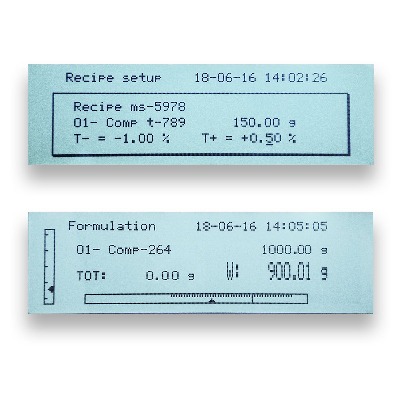 Recipe setup 18-06-16 14:02:26
Recipe ms-5978
01- Comp t-789 150.00 g
T- = -1.00 % T+ = +0.50 %
Formulation 18-06-16 14:05:05
01- Comp-264 1000.00 g
TOT: 0.00 g W: 900.01 g